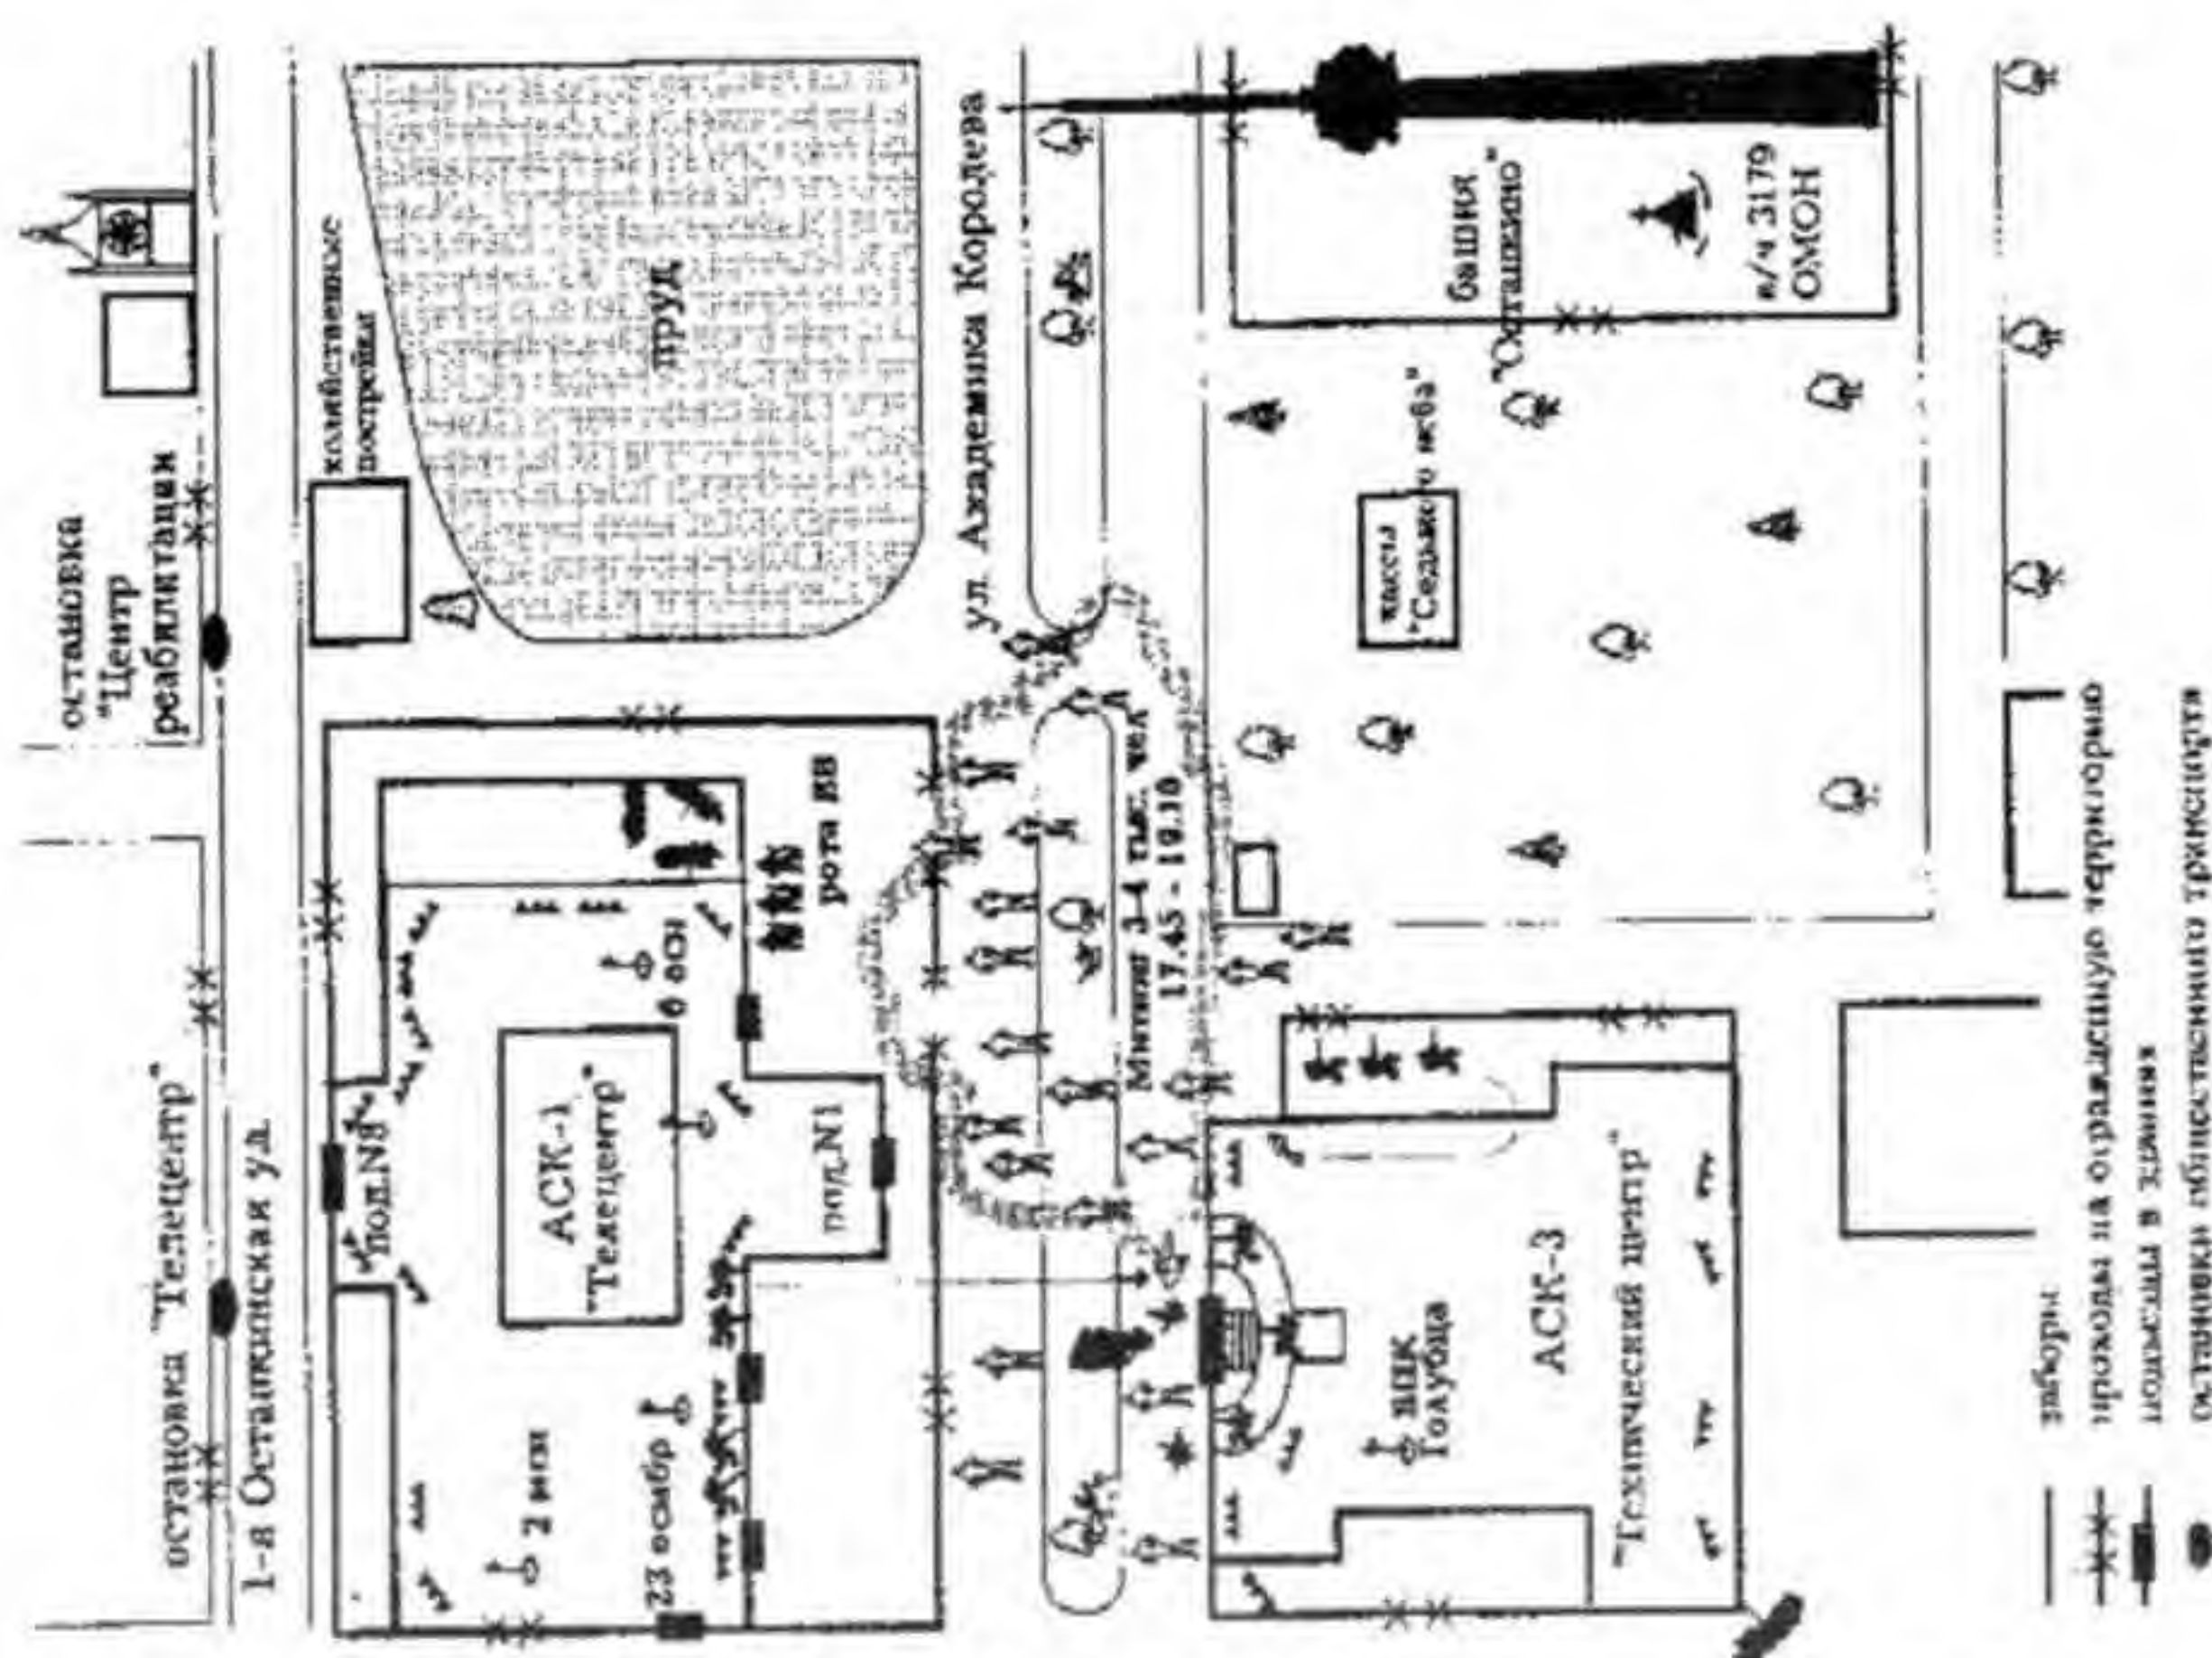 остановка "Телецентр"
1-я Останкинская ул.
остановка
"Центр
реабилитации
хозяйственные
постройки
пруд
ул. Академика Королева
под.N8
АСК-1
"Телецентр"
6 осн
2 исн
23 осмбр
под.N1
рота ВВ
Митинг 3-4 тыс. чел
17.45 - 19.10
башня
"Останкино"
в/ч 3179
ОМОН
кассы
"Седьмого неба"
ВПК
Голубца
АСК-3
"Технический центр"
заборы
проходы на огражденную территорию
подъезды в здания
остановки общественного транспорта